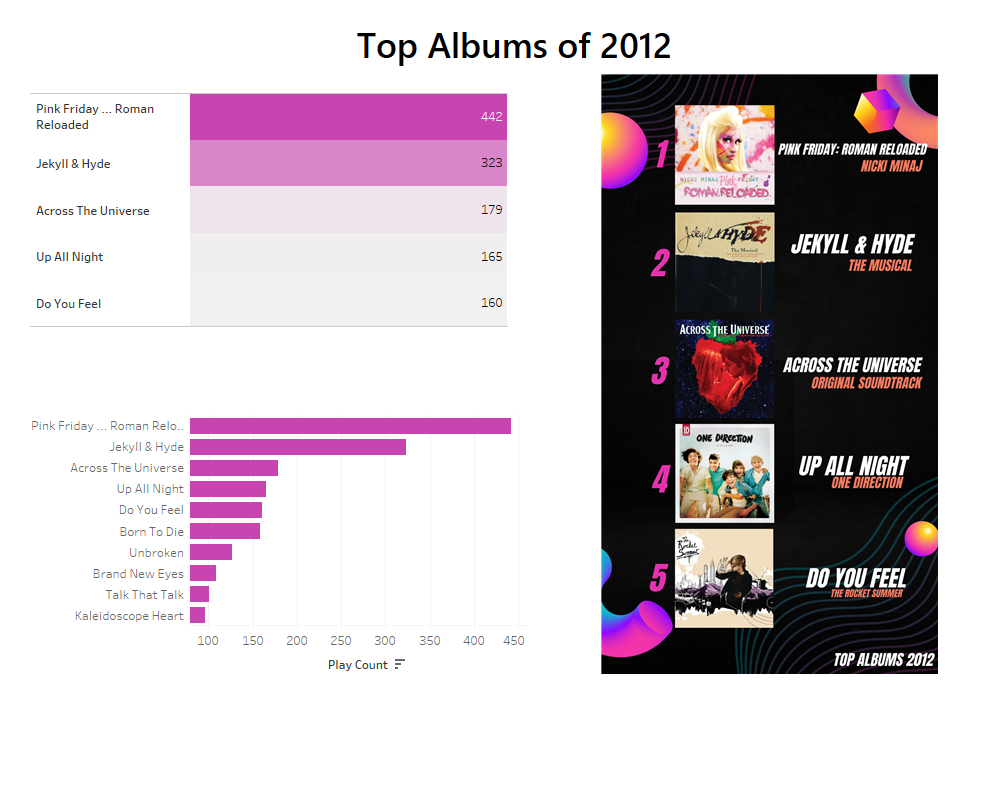 Top Albums of 2012
Pink Friday ... Roman
Reloaded
442
Jekyll & Hyde
323
Across The Universe
179
Up All Night
165
Do You Feel
160
Pink Friday ... Roman Relo..
Jekyll & Hyde
Across The Universe
Up All Night
Do You Feel
Born To Die
Unbroken
Brand New Eyes
Talk That Talk
Kaleidoscope Heart
100 150 200 250 300 350 400 450
Play Count
1
NICKI MINAJ Pink FRIDAY
ROMAN RELOADED
PINK FRIDAY: ROMAN RELOADED
NICKI MINAJ
2
Jekyll & HYDE
The Musical
JEKYLL & HYDE
THE MUSICAL
3
ACROSS THE UNIVERSE
ACROSS THE UNIVERSE
ORIGINAL SOUNDTRACK
4
1D
ONE DIRECTION
UP ALL NIGHT
ONE DIRECTION
5
The
Rocket
Summer
DO YOU FEEL
THE ROCKET SUMMER
TOP ALBUMS 2012